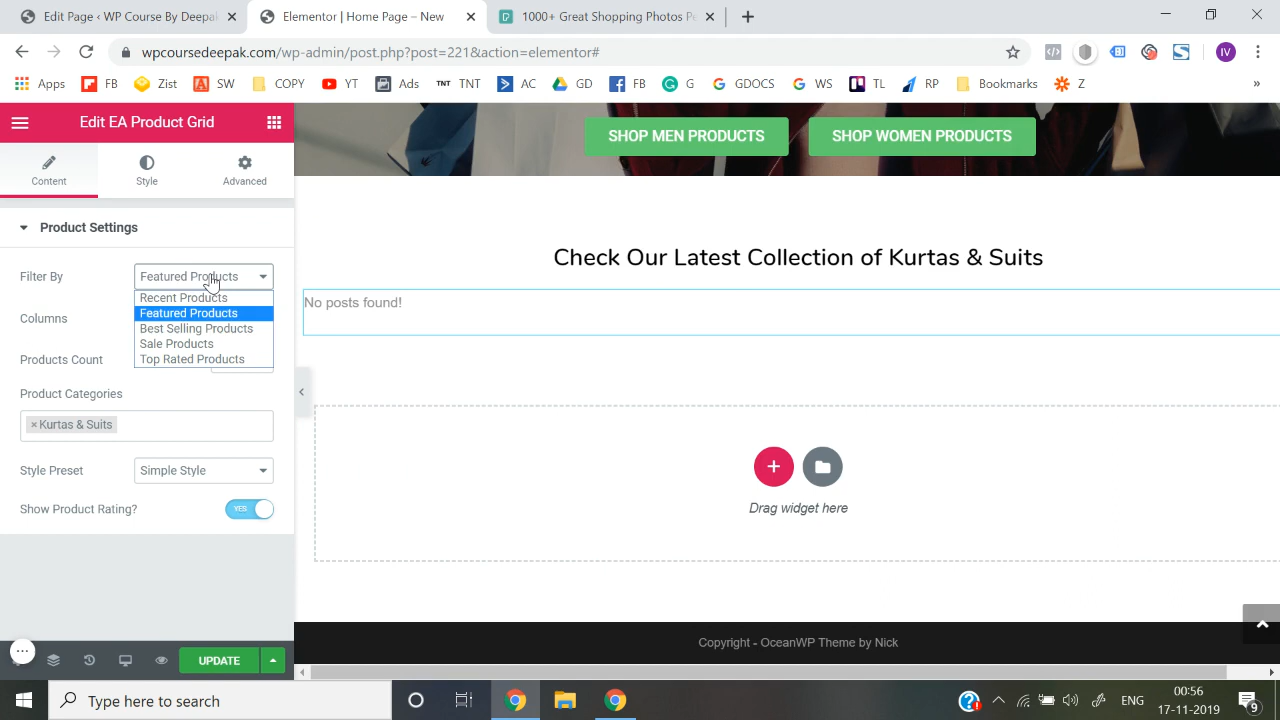 Edit Page ‹ WP Course By Deepa
Elementor | Home Page – New
1000+ Great Shopping Photos Pe
wpcoursedeepak.com/wp-admin/post.php?post=221&action=elementor#
IV
Apps
FB
Zist
SW
COPY
YT
Ads
TNT TNT
AC
GD
FB
G
GDOCS
WS
TL
RP
Bookmarks
Z
»
Edit EA Product Grid
Content
Style
Advanced
Product Settings
Filter By
Featured Products
Recent Products
Featured Products
Best Selling Products
Sale Products
Top Rated Products
Columns
Products Count
Product Categories
× Kurtas & Suits
Style Preset
Simple Style
Show Product Rating?
YES
UPDATE
SHOP MEN PRODUCTS
SHOP WOMEN PRODUCTS
Check Our Latest Collection of Kurtas & Suits
No posts found!
Drag widget here
Copyright - OceanWP Theme by Nick
Type here to search
ENG
00:56
17-11-2019
9